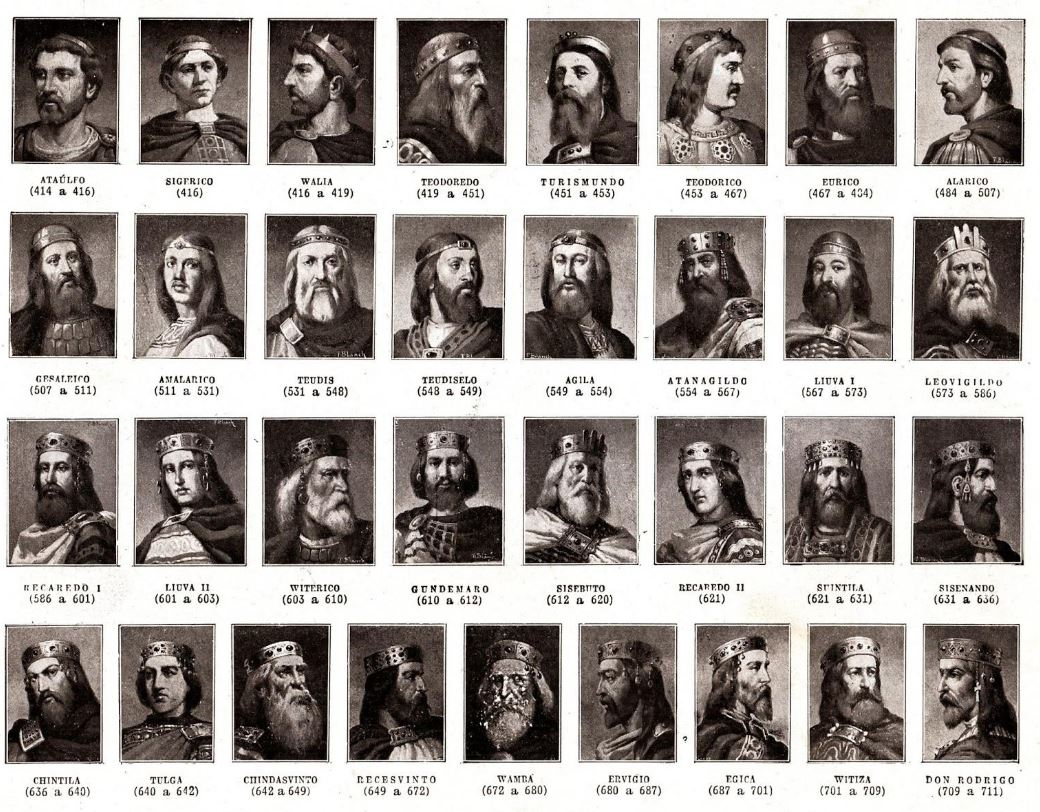 ATAÚLFO
(414 a 416)
SIGERICO
(416)
WALIA
(416 a 419)
TEODOREDO
(419 a 451)
TURISMUNDO
(451 a 453)
TEODORICO
(453 a 467)
EURICO
(467 a 484)
ALARICO
(484 a 507)
GESALEICO
(507 a 511)
AMALARICO
(511 a 531)
TEUDIS
(531 a 548)
TEUDISELO
(548 a 549)
AGILA
(549 a 554)
ATANAGILDO
(554 a 567)
LIUVA I
(567 a 573)
LEOVIGILDO
(573 a 586)
RECAREDO I
(586 a 601)
LIUVA II
(601 a 603)
WITERICO
(603 a 610)
GUNDEMARO
(610 a 612)
SISEBUTO
(612 a 620)
RECAREDO II
(621)
SUINTILA
(621 a 631)
SISENANDO
(631 a 636)
CHINTILA
(636 a 640)
TULGA
(640 a 642)
CHINDASVINTO
(642 a 649)
RECESVINTO
(649 a 672)
WAMBA
(672 a 680)
ERVIGIO
(680 a 687)
EGICA
(687 a 701)
WITIZA
(701 a 709)
DON RODRIGO
(709 a 711)